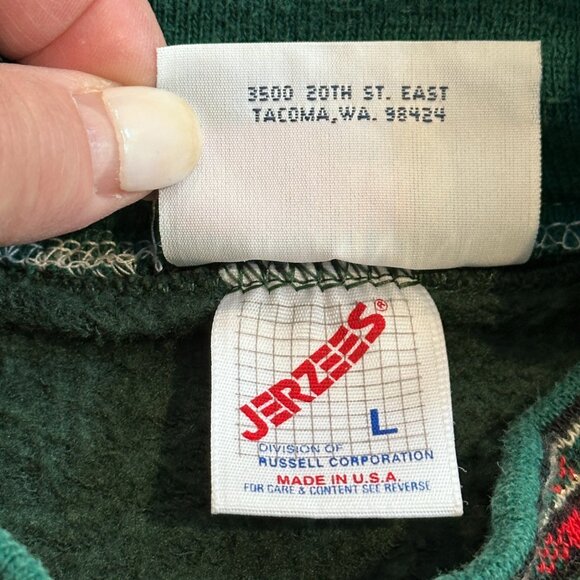 3500 20TH ST. EAST
TACOMA,WA. 98424
JERZEES®
L
DIVISION OF
RUSSELL CORPORATION
MADE IN U.S.A.
FOR CARE & CONTENT SEE REVERSE